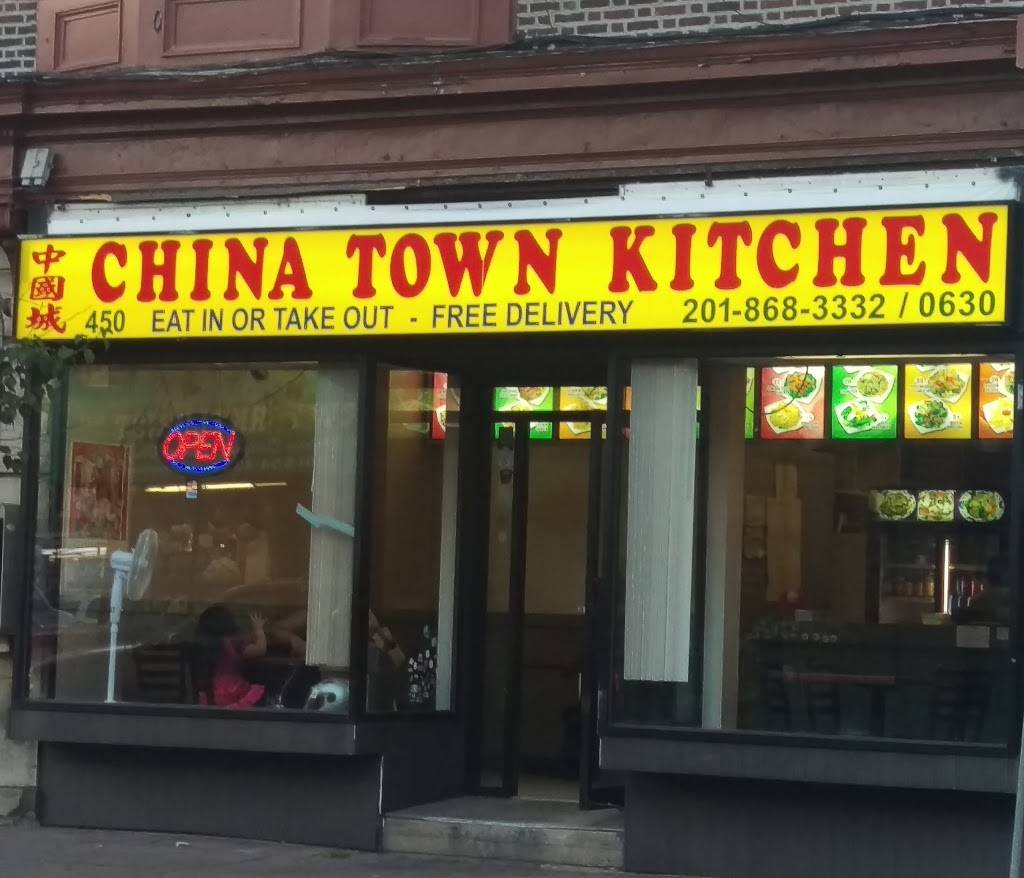 中國城
CHINA TOWN KITCHEN
450 EAT IN OR TAKE OUT - FREE DELIVERY 201-868-3332 / 0630
OPEN